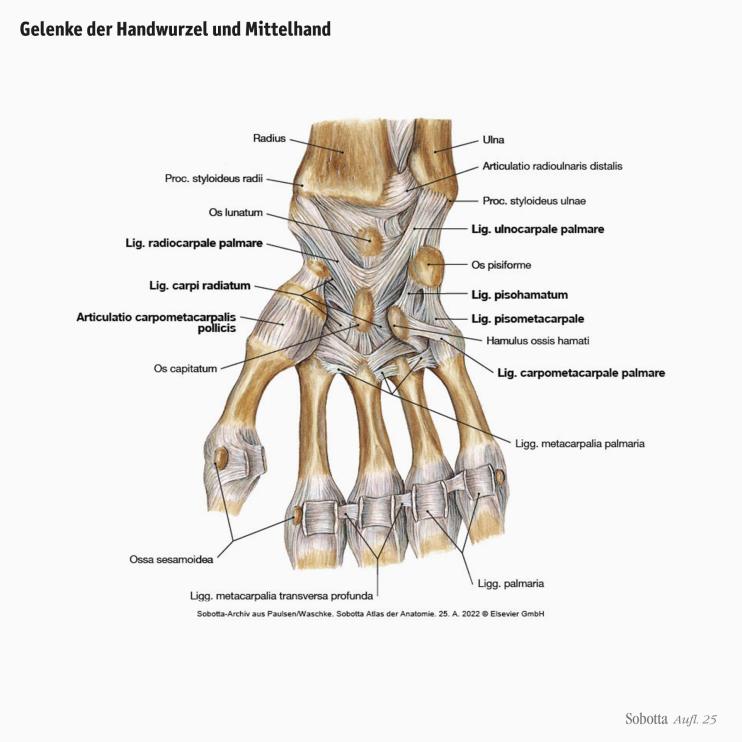 Gelenke der Handwurzel und Mittelhand
Radius
Ulna
Articulatio radioulnaris distalis
Proc. styloideus radii
Proc. styloideus ulnae
Os lunatum
Lig. ulnocarpale palmare
Lig. radiocarpale palmare
Os pisiforme
Lig. carpi radiatum
Lig. pisohamatum
Articulatio carpometacarpalis
pollicis
Lig. pisometacarpale
Hamulus ossis hamati
Os capitatum
Lig. carpometacarpale palmare
Ligg. metacarpalia palmaria
Ossa sesamoidea
Ligg. palmaria
Ligg. metacarpalia transversa profunda
Sobotta-Archiv aus Paulsen/Waschke. Sobotta Atlas der Anatomie. 25. A. 2022 © Elsevier GmbH
Sobotta Aufl. 25